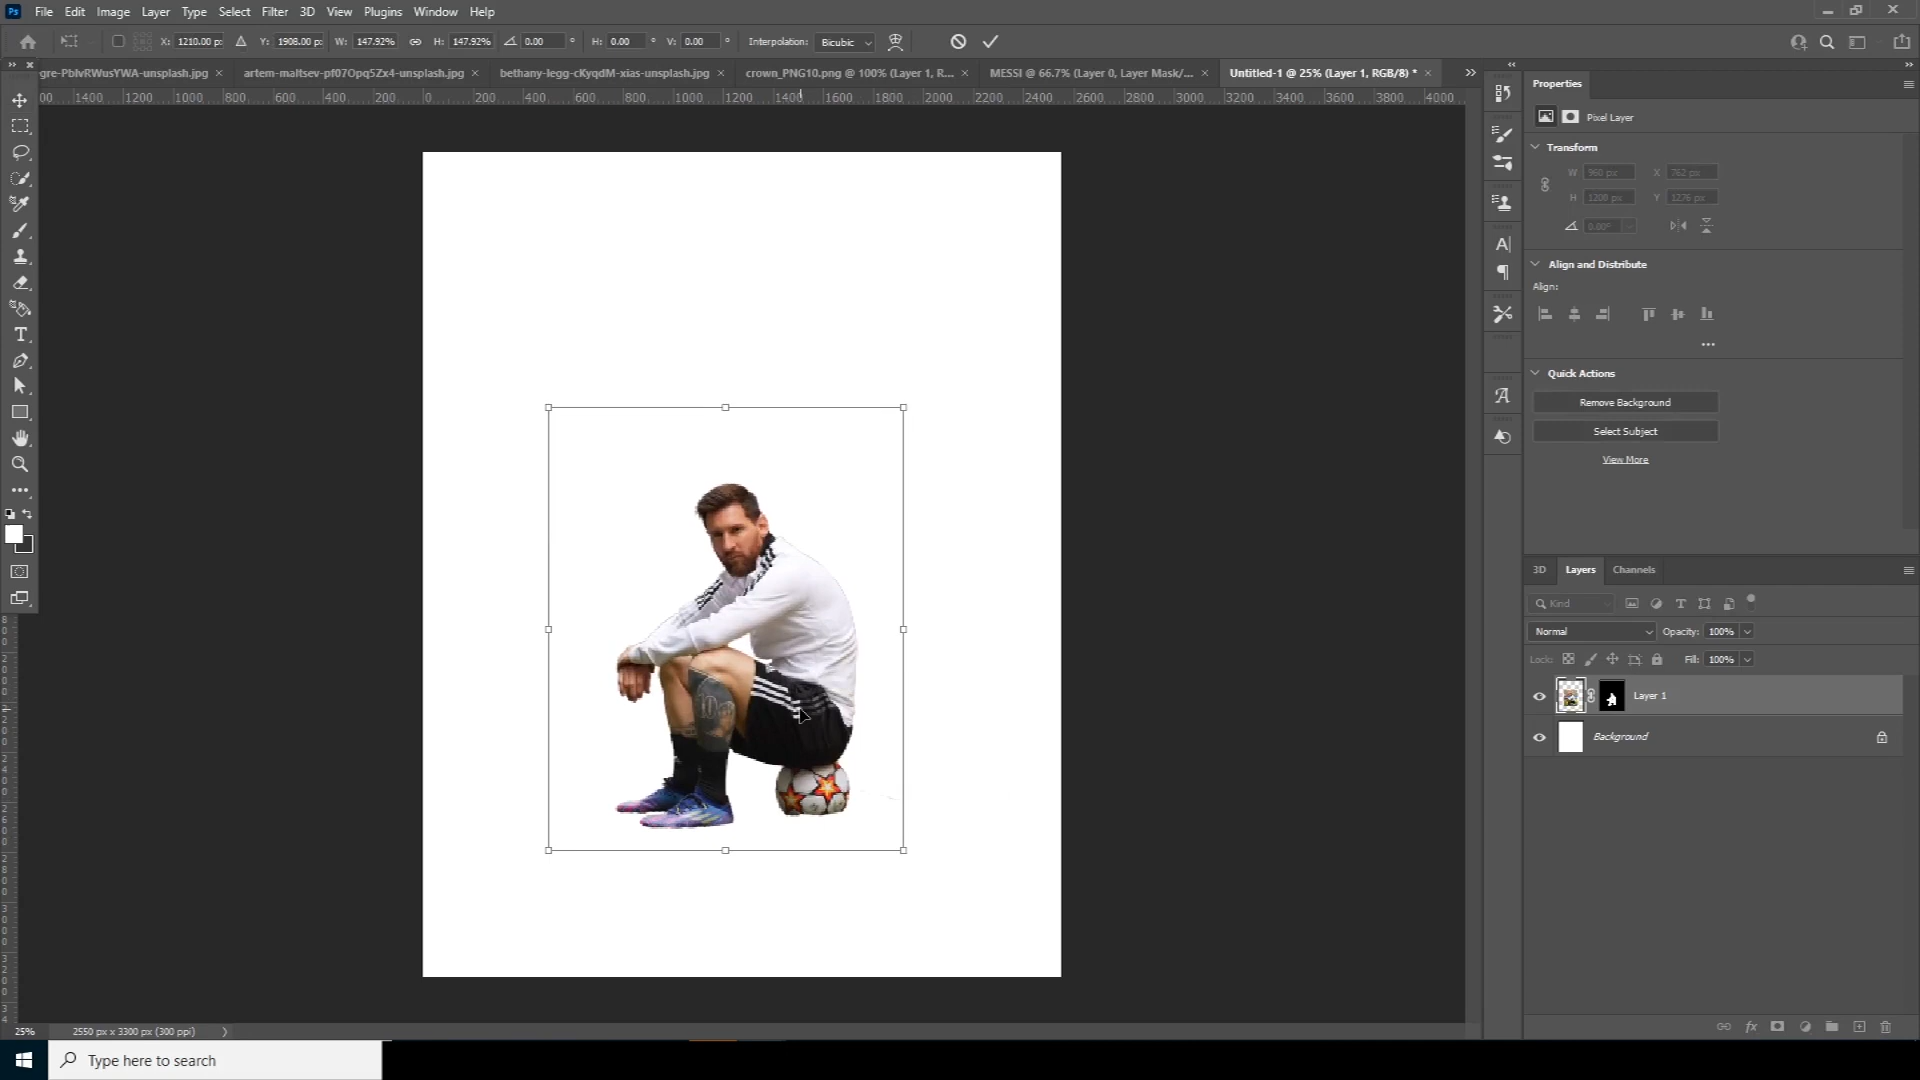 Ps File Edit Image Layer Type Select Filter 3D View Plugins Window Help
X: 1210.00 px Y: 1908.00 px W: 147.92% H: 147.92% 0.00 ° H: 0.00 ° V: 0.00 ° Interpolation: Bicubic
gre-PblvRWusYWA-unsplash.jpg × artem-maltsev-pf07Opq5Zx4-unsplash.jpg × bethany-legg-cKyqdM-xias-unsplash.jpg × crown_PNG10.png @ 100% (Layer 1, R... × MESSI @ 66.7% (Layer 0, Layer Mask/... × Untitled-1 @ 25% (Layer 1, RGB/8) * ×
00 1400 1200 1000 800 600 400 200 0 200 400 600 800 1000 1200 1400 1600 1800 2000 2200 2400 2600 2800 3000 3200 3400 3600 3800 4000
Properties
Pixel Layer
Transform
W 960 px X 762 px
H 1200 px Y 1276 px
0.00°
Align and Distribute
Align:
Quick Actions
Remove Background
Select Subject
View More
10
3D Layers Channels
Kind
Normal Opacity: 100%
Lock: Fill: 100%
Layer 1
Background
25% 2550 px x 3300 px (300 ppi)
Type here to search